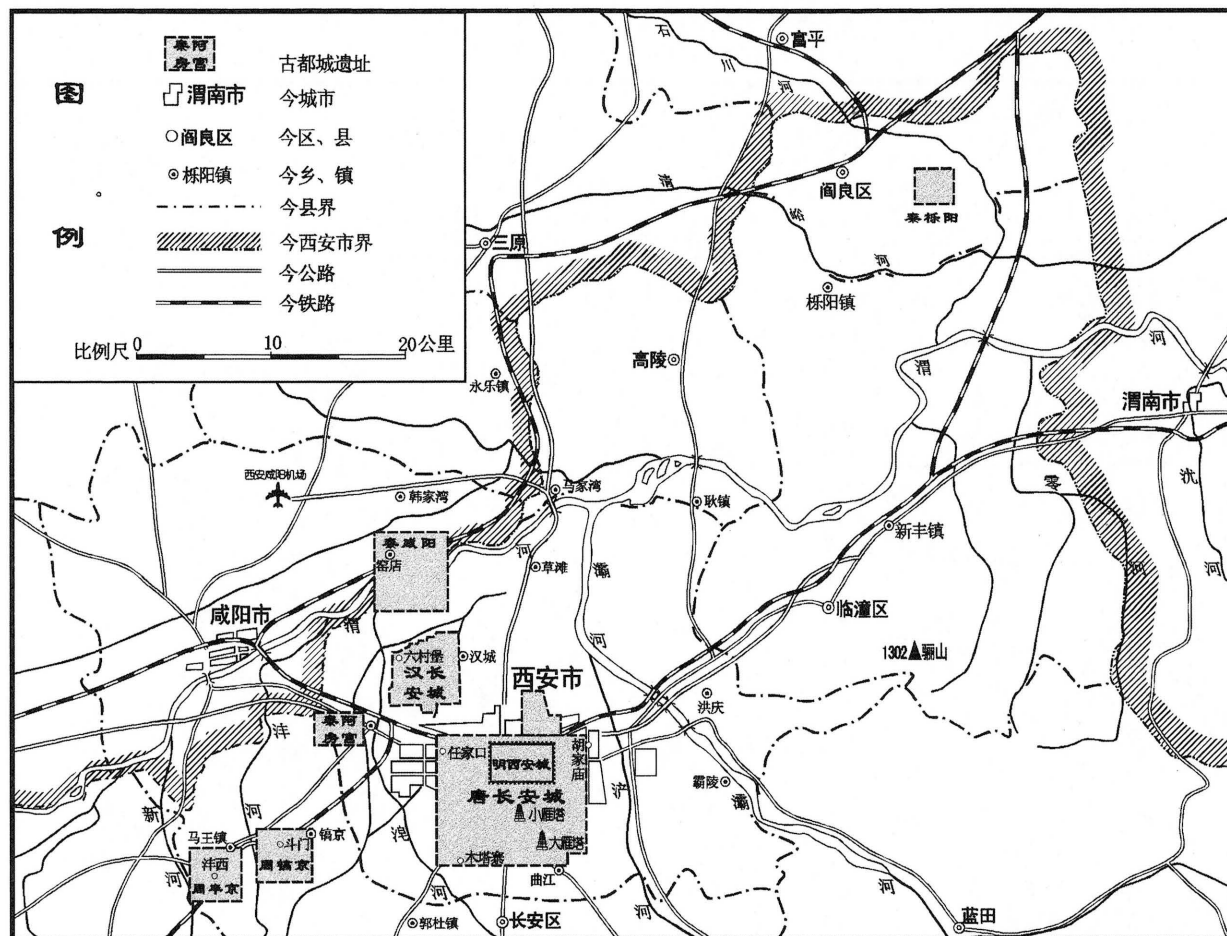 图
例
秦阿
房宫
古都城遗址
渭南市
今城市
阎良区
今区、县
栎阳镇
今乡、镇
今县界
今西安市界
今公路
今铁路
比例尺 0 10 20公里
石
川
河
富平
清
峪
河
阎良区
秦栎阳
栎阳镇
三原
永乐镇
高陵
渭
河
渭南市
沈
河
零
河
西安咸阳机场
韩家湾
马家湾
耿镇
新丰镇
秦咸阳
窑店
河
草滩
灞
河
临潼区
1302 骊山
咸阳市
渭
六村堡
汉长
安城
汉城
西安市
洪庆
秦阿
房宫
沣
河
任家口
明西安城
胡
家
庙
唐长安城
小雁塔
大雁塔
木塔寨
曲江
浐
河
霸陵
灞
河
新
河
马王镇
沣西
周丰京
斗门
周镐京
镐京
河
郭杜镇
长安区
蓝田